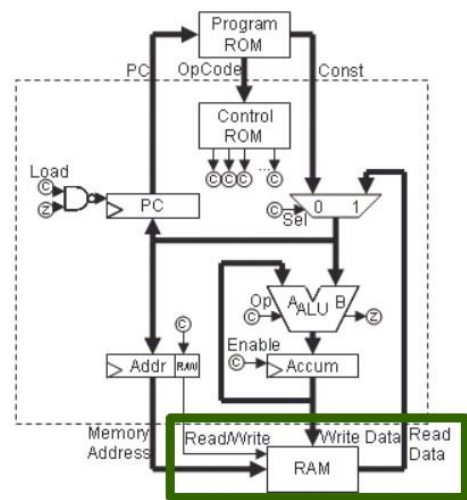 Program
ROM
PC
OpCode
Const
Control
ROM
Load
C
Z
C C C ... C
PC
C
Sel
0 1
C
Op
C
A
ALU
B
Z
Enable
C
Addr
R/W
Accum
Memory
Address
Read/Write
Write Data
Read
Data
RAM